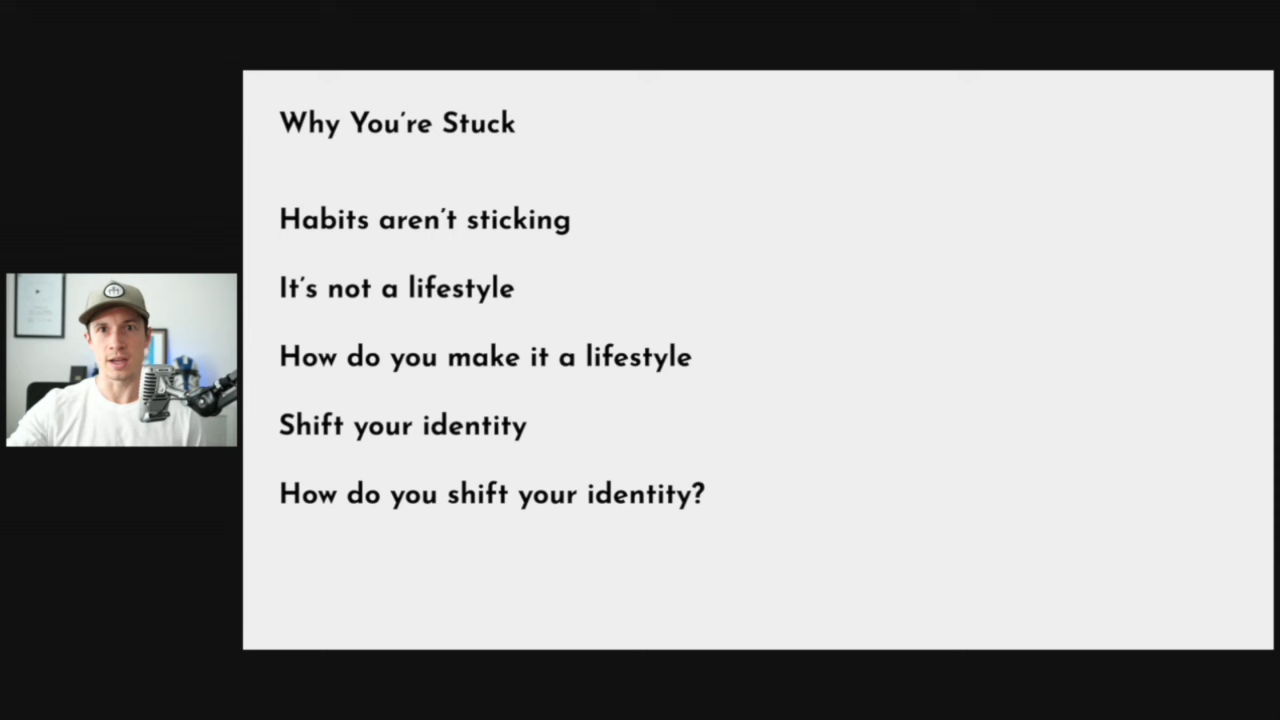 Why You're Stuck
Habits aren't sticking
It's not a lifestyle
How do you make it a lifestyle
Shift your identity
How do you shift your identity?